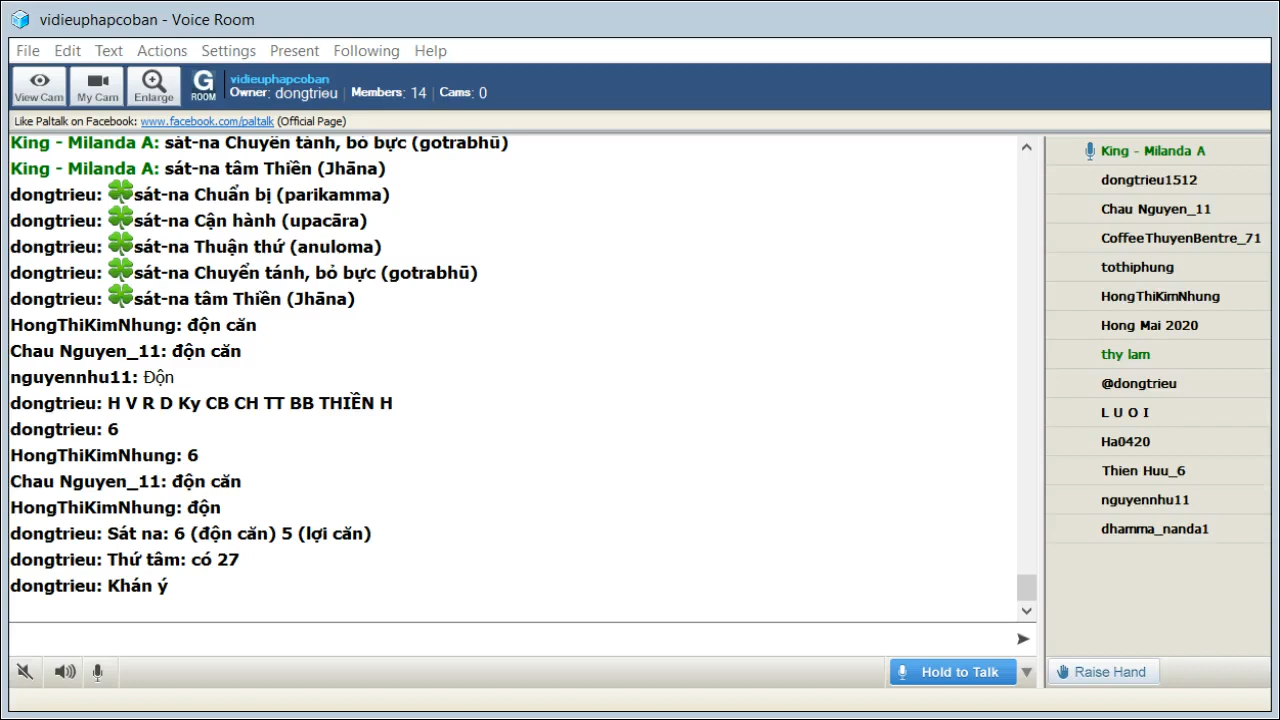 vidieuphapcoban - Voice Room
File Edit Text Actions Settings Present Following Help
View Cam My Cam Enlarge G ROOM vidieuphapcoban
Owner: dongtrieu | Members: 14 | Cams: 0
Like Paltalk on Facebook: www.facebook.com/paltalk (Official Page)
King - Milanda A: sát-na Chuyển tánh, bỏ bực (gotrabhū)
King - Milanda A: sát-na tâm Thiền (Jhāna)
dongtrieu: 🍀sát-na Chuẩn bị (parikamma)
dongtrieu: 🍀sát-na Cận hành (upacāra)
dongtrieu: 🍀sát-na Thuận thứ (anuloma)
dongtrieu: 🍀sát-na Chuyển tánh, bỏ bực (gotrabhū)
dongtrieu: 🍀sát-na tâm Thiền (Jhāna)
HongThiKimNhung: độn căn
Chau Nguyen_11: độn căn
nguyennhu11: Độn
dongtrieu: H V R D Ky CB CH TT BB THIỀN H
dongtrieu: 6
HongThiKimNhung: 6
Chau Nguyen_11: độn căn
HongThiKimNhung: độn
dongtrieu: Sát na: 6 (độn căn) 5 (lợi căn)
dongtrieu: Thứ tâm: có 27
dongtrieu: Khán ý
King - Milanda A
dongtrieu1512
Chau Nguyen_11
CoffeeThuyenBentre_71
tothiphung
HongThiKimNhung
Hong Mai 2020
thy lam
@dongtrieu
L U O I
Ha0420
Thien Huu_6
nguyennhu11
dhamma_nanda1
Hold to Talk
Raise Hand